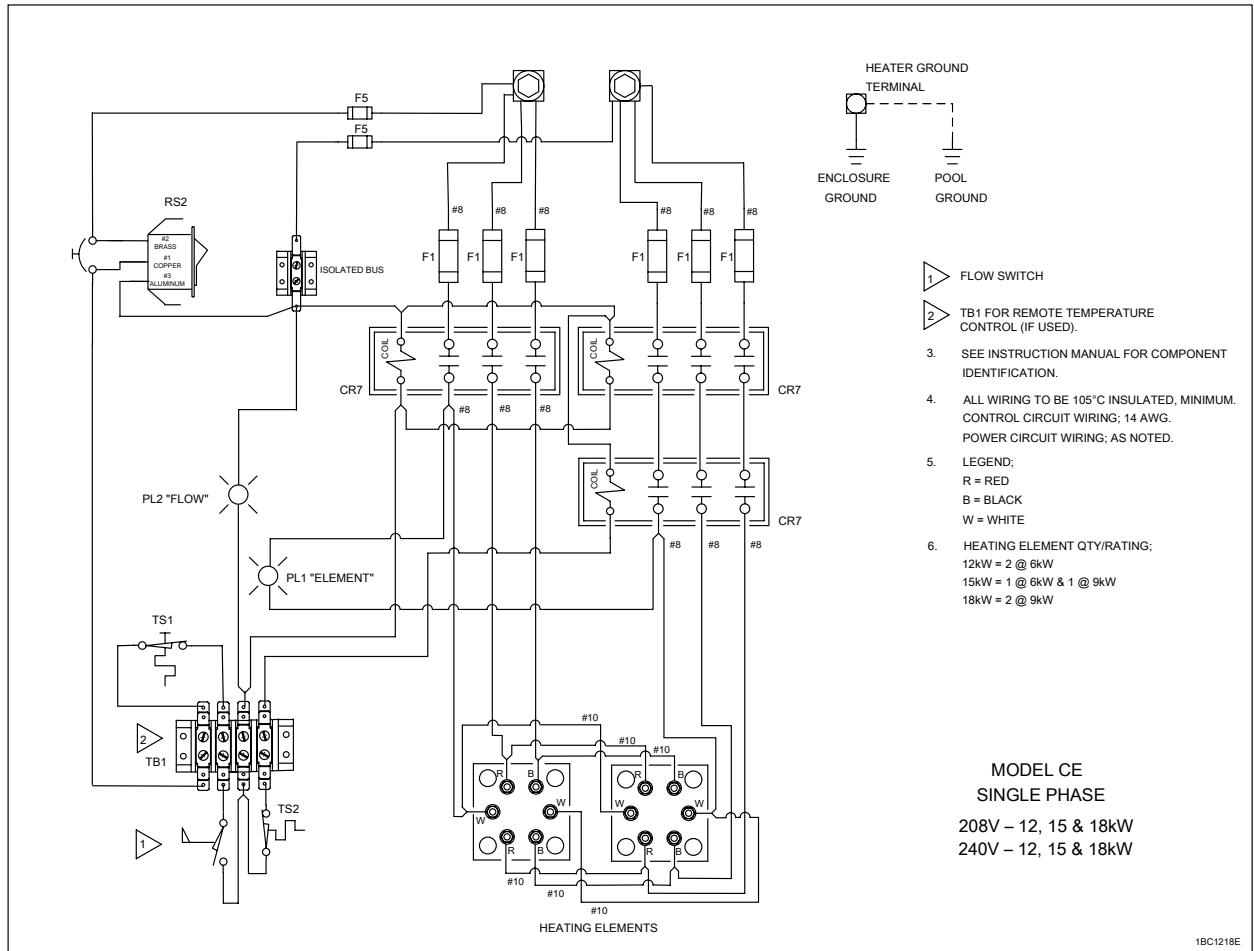 HEATER GROUND
TERMINAL
ENCLOSURE
GROUND
POOL
GROUND
F5
F5
RS2
#2
BRASS
#1
COPPER
#3
ALUMINUM
ISOLATED BUS
#8
#8
#8
#8
#8
#8
F1
F1
F1
F1
F1
F1
COIL
CR7
COIL
CR7
#8
#8
#8
COIL
CR7
#8
#8
#8
PL2 "FLOW"
PL1 "ELEMENT"
TS1
2
TB1
1
TS2
#10
#10
#10
R
B
W
W
R
B
R
B
W
W
R
B
#10
#10
#10
HEATING ELEMENTS
1 FLOW SWITCH
2 TB1 FOR REMOTE TEMPERATURE
CONTROL (IF USED).
3. SEE INSTRUCTION MANUAL FOR COMPONENT
IDENTIFICATION.
4. ALL WIRING TO BE 105°C INSULATED, MINIMUM.
CONTROL CIRCUIT WIRING; 14 AWG.
POWER CIRCUIT WIRING; AS NOTED.
5. LEGEND;
R = RED
B = BLACK
W = WHITE
6. HEATING ELEMENT QTY/RATING;
12kW = 2 @ 6kW
15kW = 1 @ 6kW & 1 @ 9kW
18kW = 2 @ 9kW
MODEL CE
SINGLE PHASE
208V – 12, 15 & 18kW
240V – 12, 15 & 18kW
1BC1218E